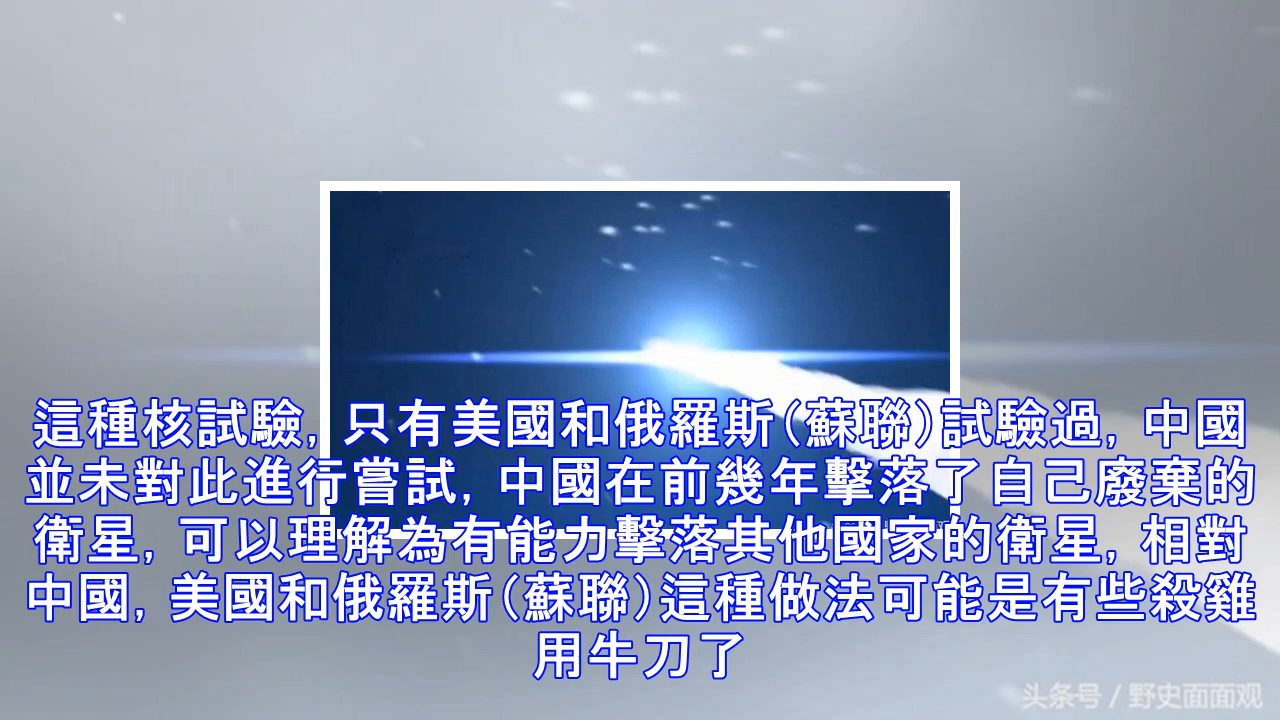 這種核試驗, 只有美國和俄羅斯(蘇聯)試驗過, 中國
並未對此進行嘗試, 中國在前幾年擊落了自己廢棄的
衛星, 可以理解為有能力擊落其他國家的衛星, 相對
中國, 美國和俄羅斯(蘇聯)這種做法可能是有些殺雞
用牛刀了
头条号 / 野史面面观